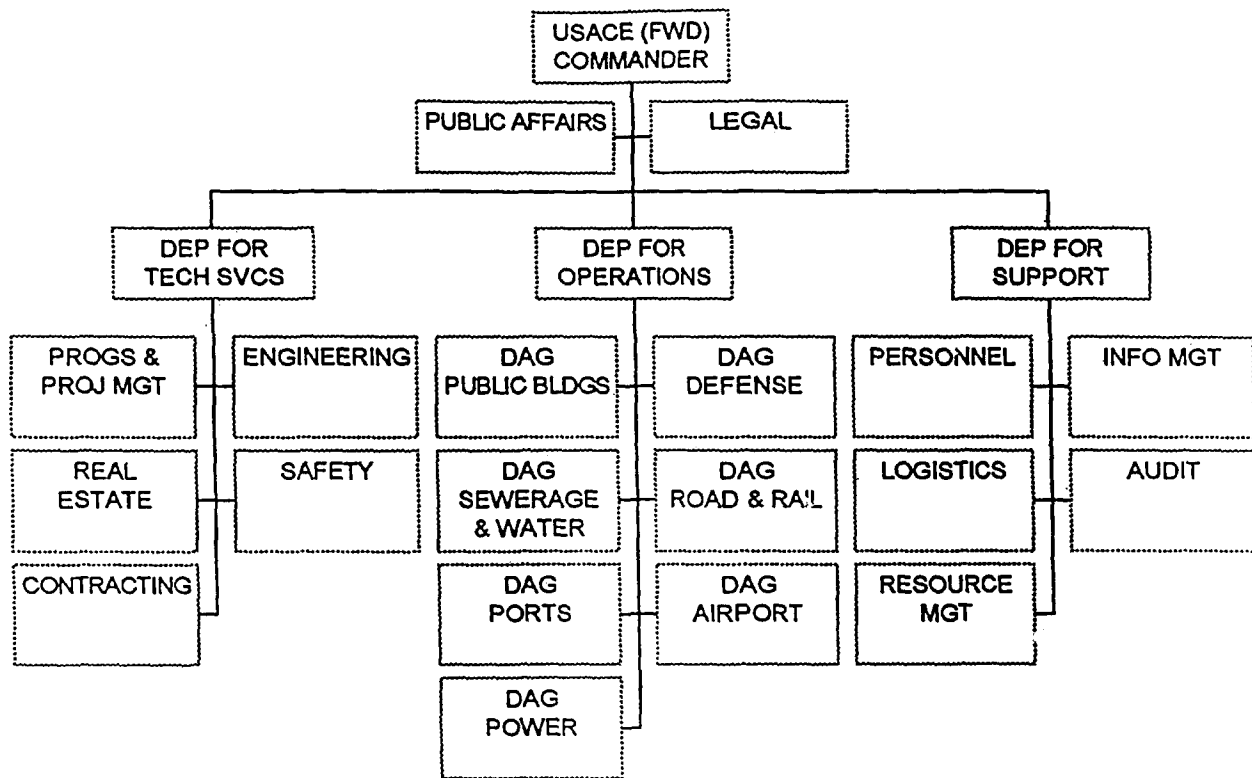 USACE (FWD)
COMMANDER
PUBLIC AFFAIRS
LEGAL
DEP FOR
TECH SVCS
DEP FOR
OPERATIONS
DEP FOR
SUPPORT
PROGS &
PROJ MGT
ENGINEERING
DAG
PUBLIC BLDGS
DAG
DEFENSE
PERSONNEL
INFO MGT
REAL
ESTATE
SAFETY
DAG
SEWERAGE
& WATER
DAG
ROAD & RAIL
LOGISTICS
AUDIT
CONTRACTING
DAG
PORTS
DAG
AIRPORT
RESOURCE
MGT
DAG
POWER